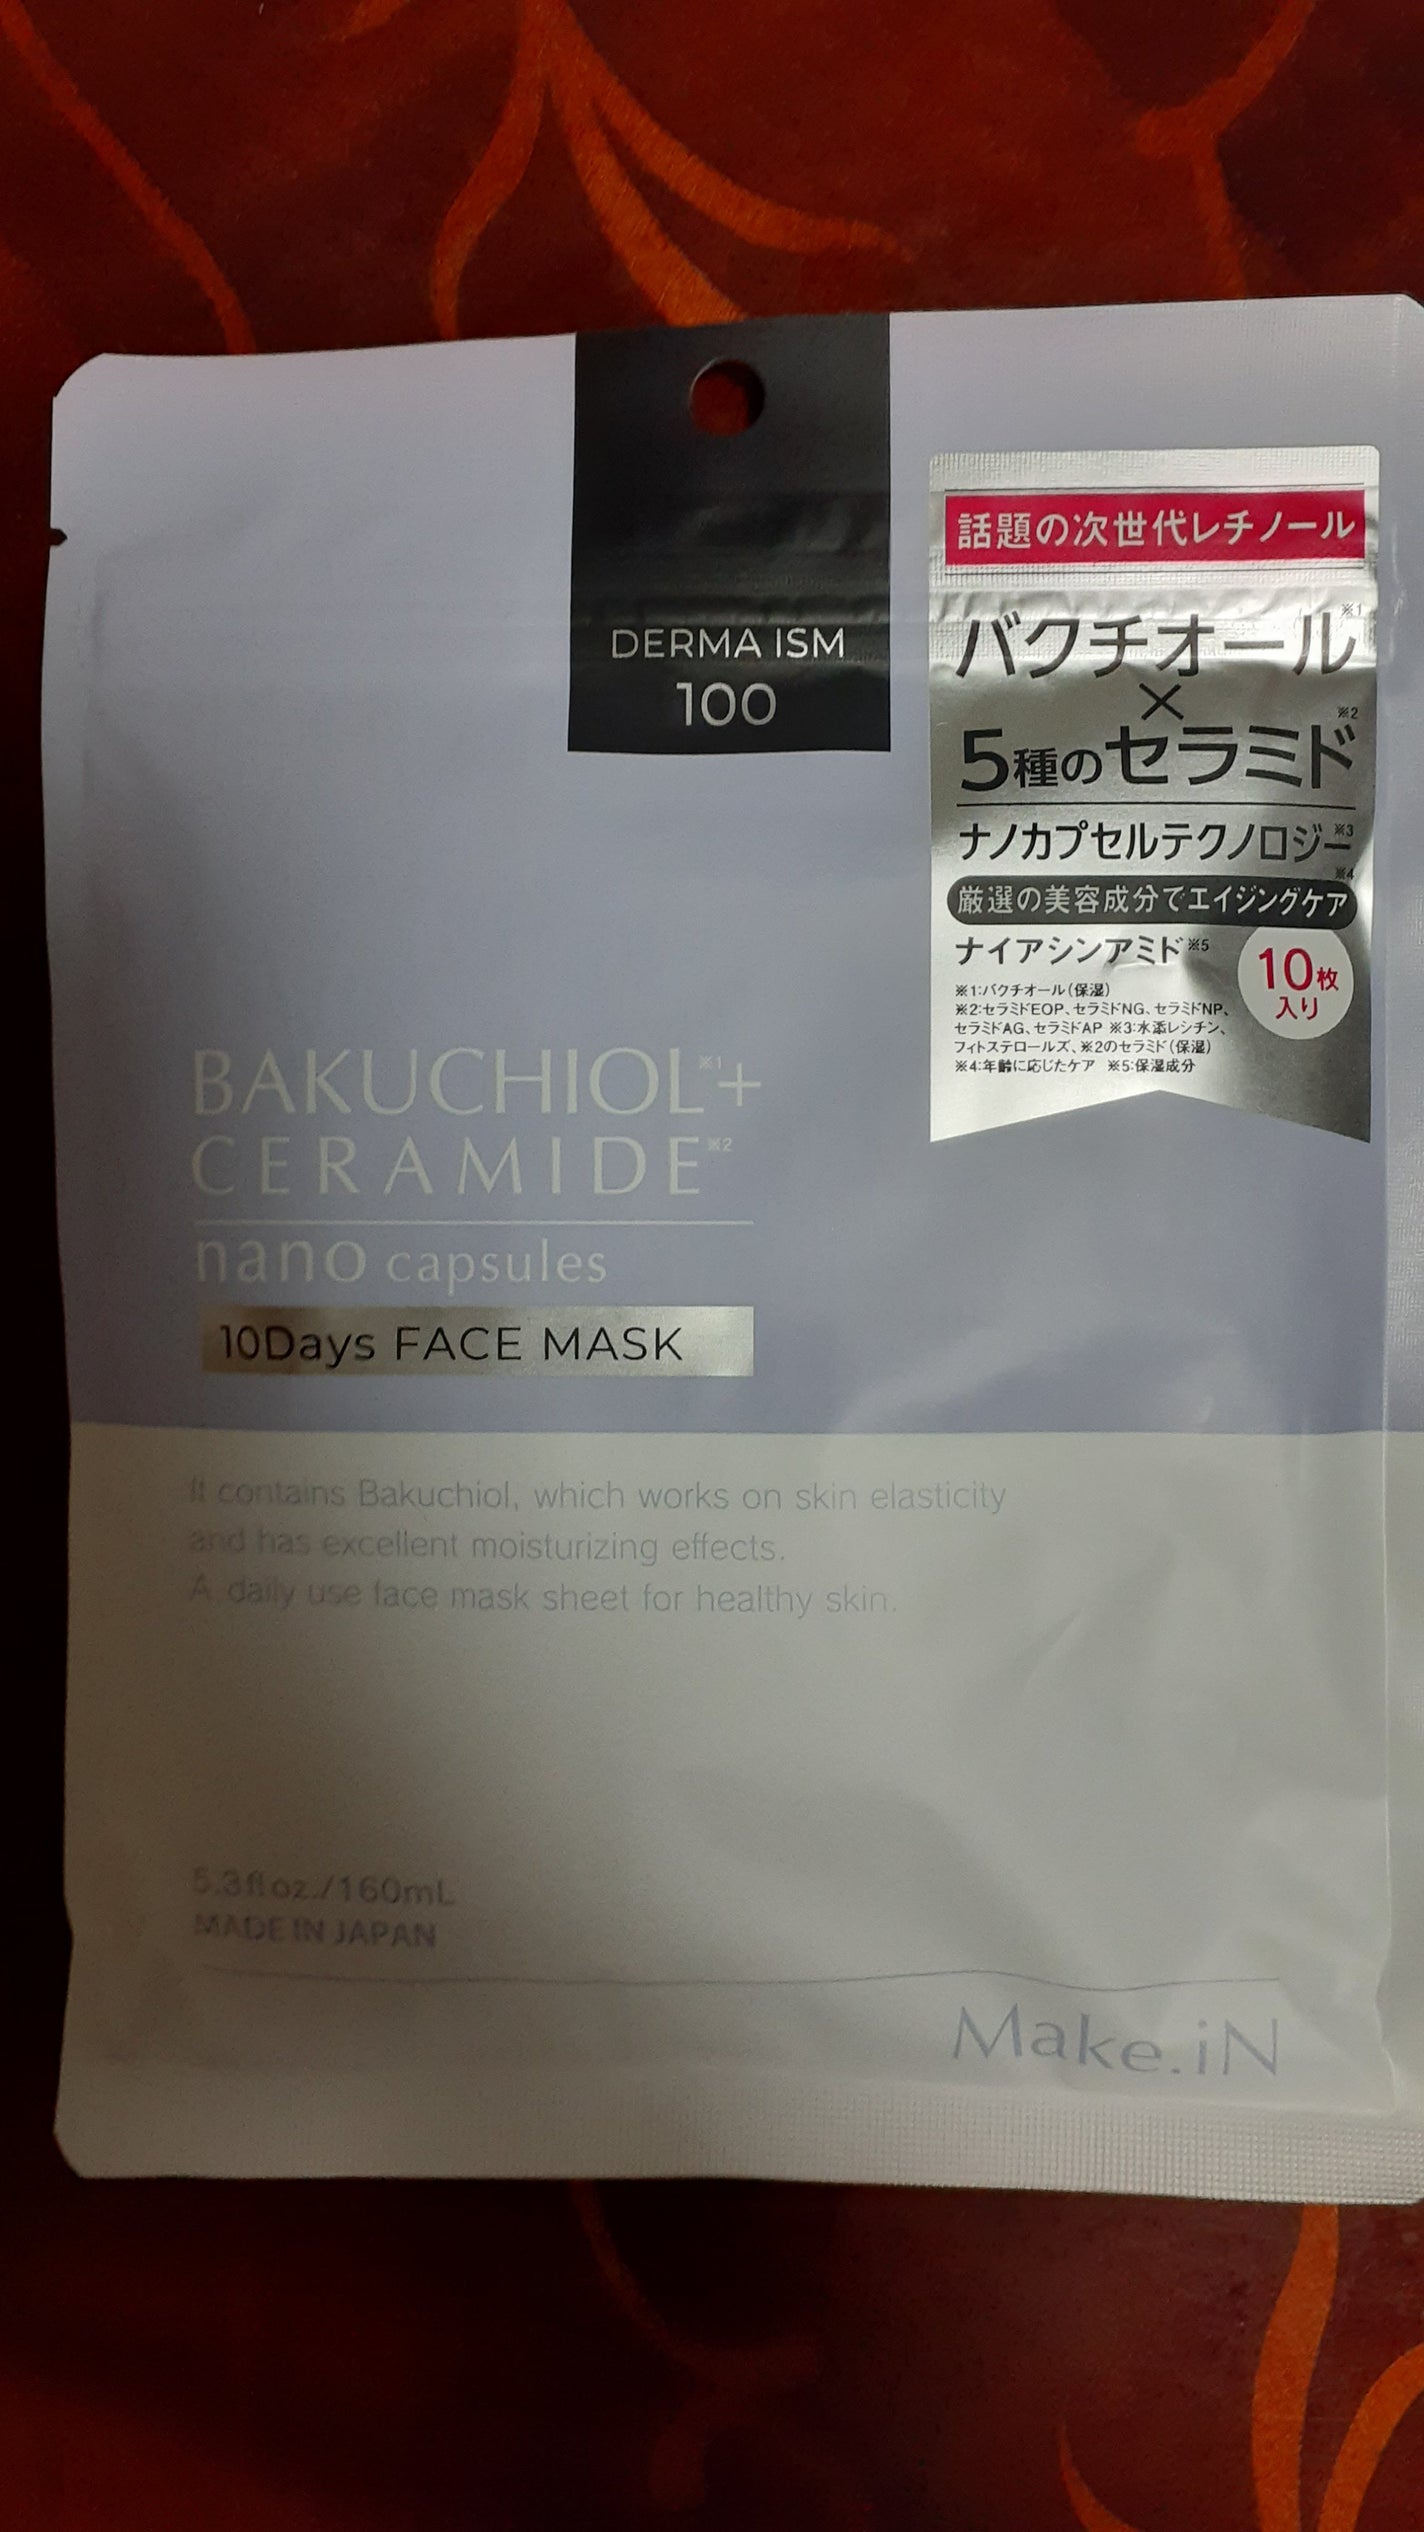 DERMA ISM
100
話題の次世代レチノール
バクチオール※1
×
5種のセラミド※2
ナノカプセルテクノロジー※3
厳選の美容成分でエイジングケア※4
ナイアシンアミド※5
10枚
入り
※1:バクチオール(保湿)
※2:セラミドEOP、セラミドNG、セラミドNP、
セラミドAG、セラミドAP ※3:水添レシチン、
フィトステロールズ、※2のセラミド(保湿)
※4:年齢に応じたケア ※5:保湿成分
BAKUCHIOL※1+
CERAMIDE※2
nano capsules
10Days FACE MASK
It contains Bakuchiol, which works on skin elasticity
and has excellent moisturizing effects.
A daily use face mask sheet for healthy skin.
5.3fl oz./160mL
MADE IN JAPAN
Make.iN